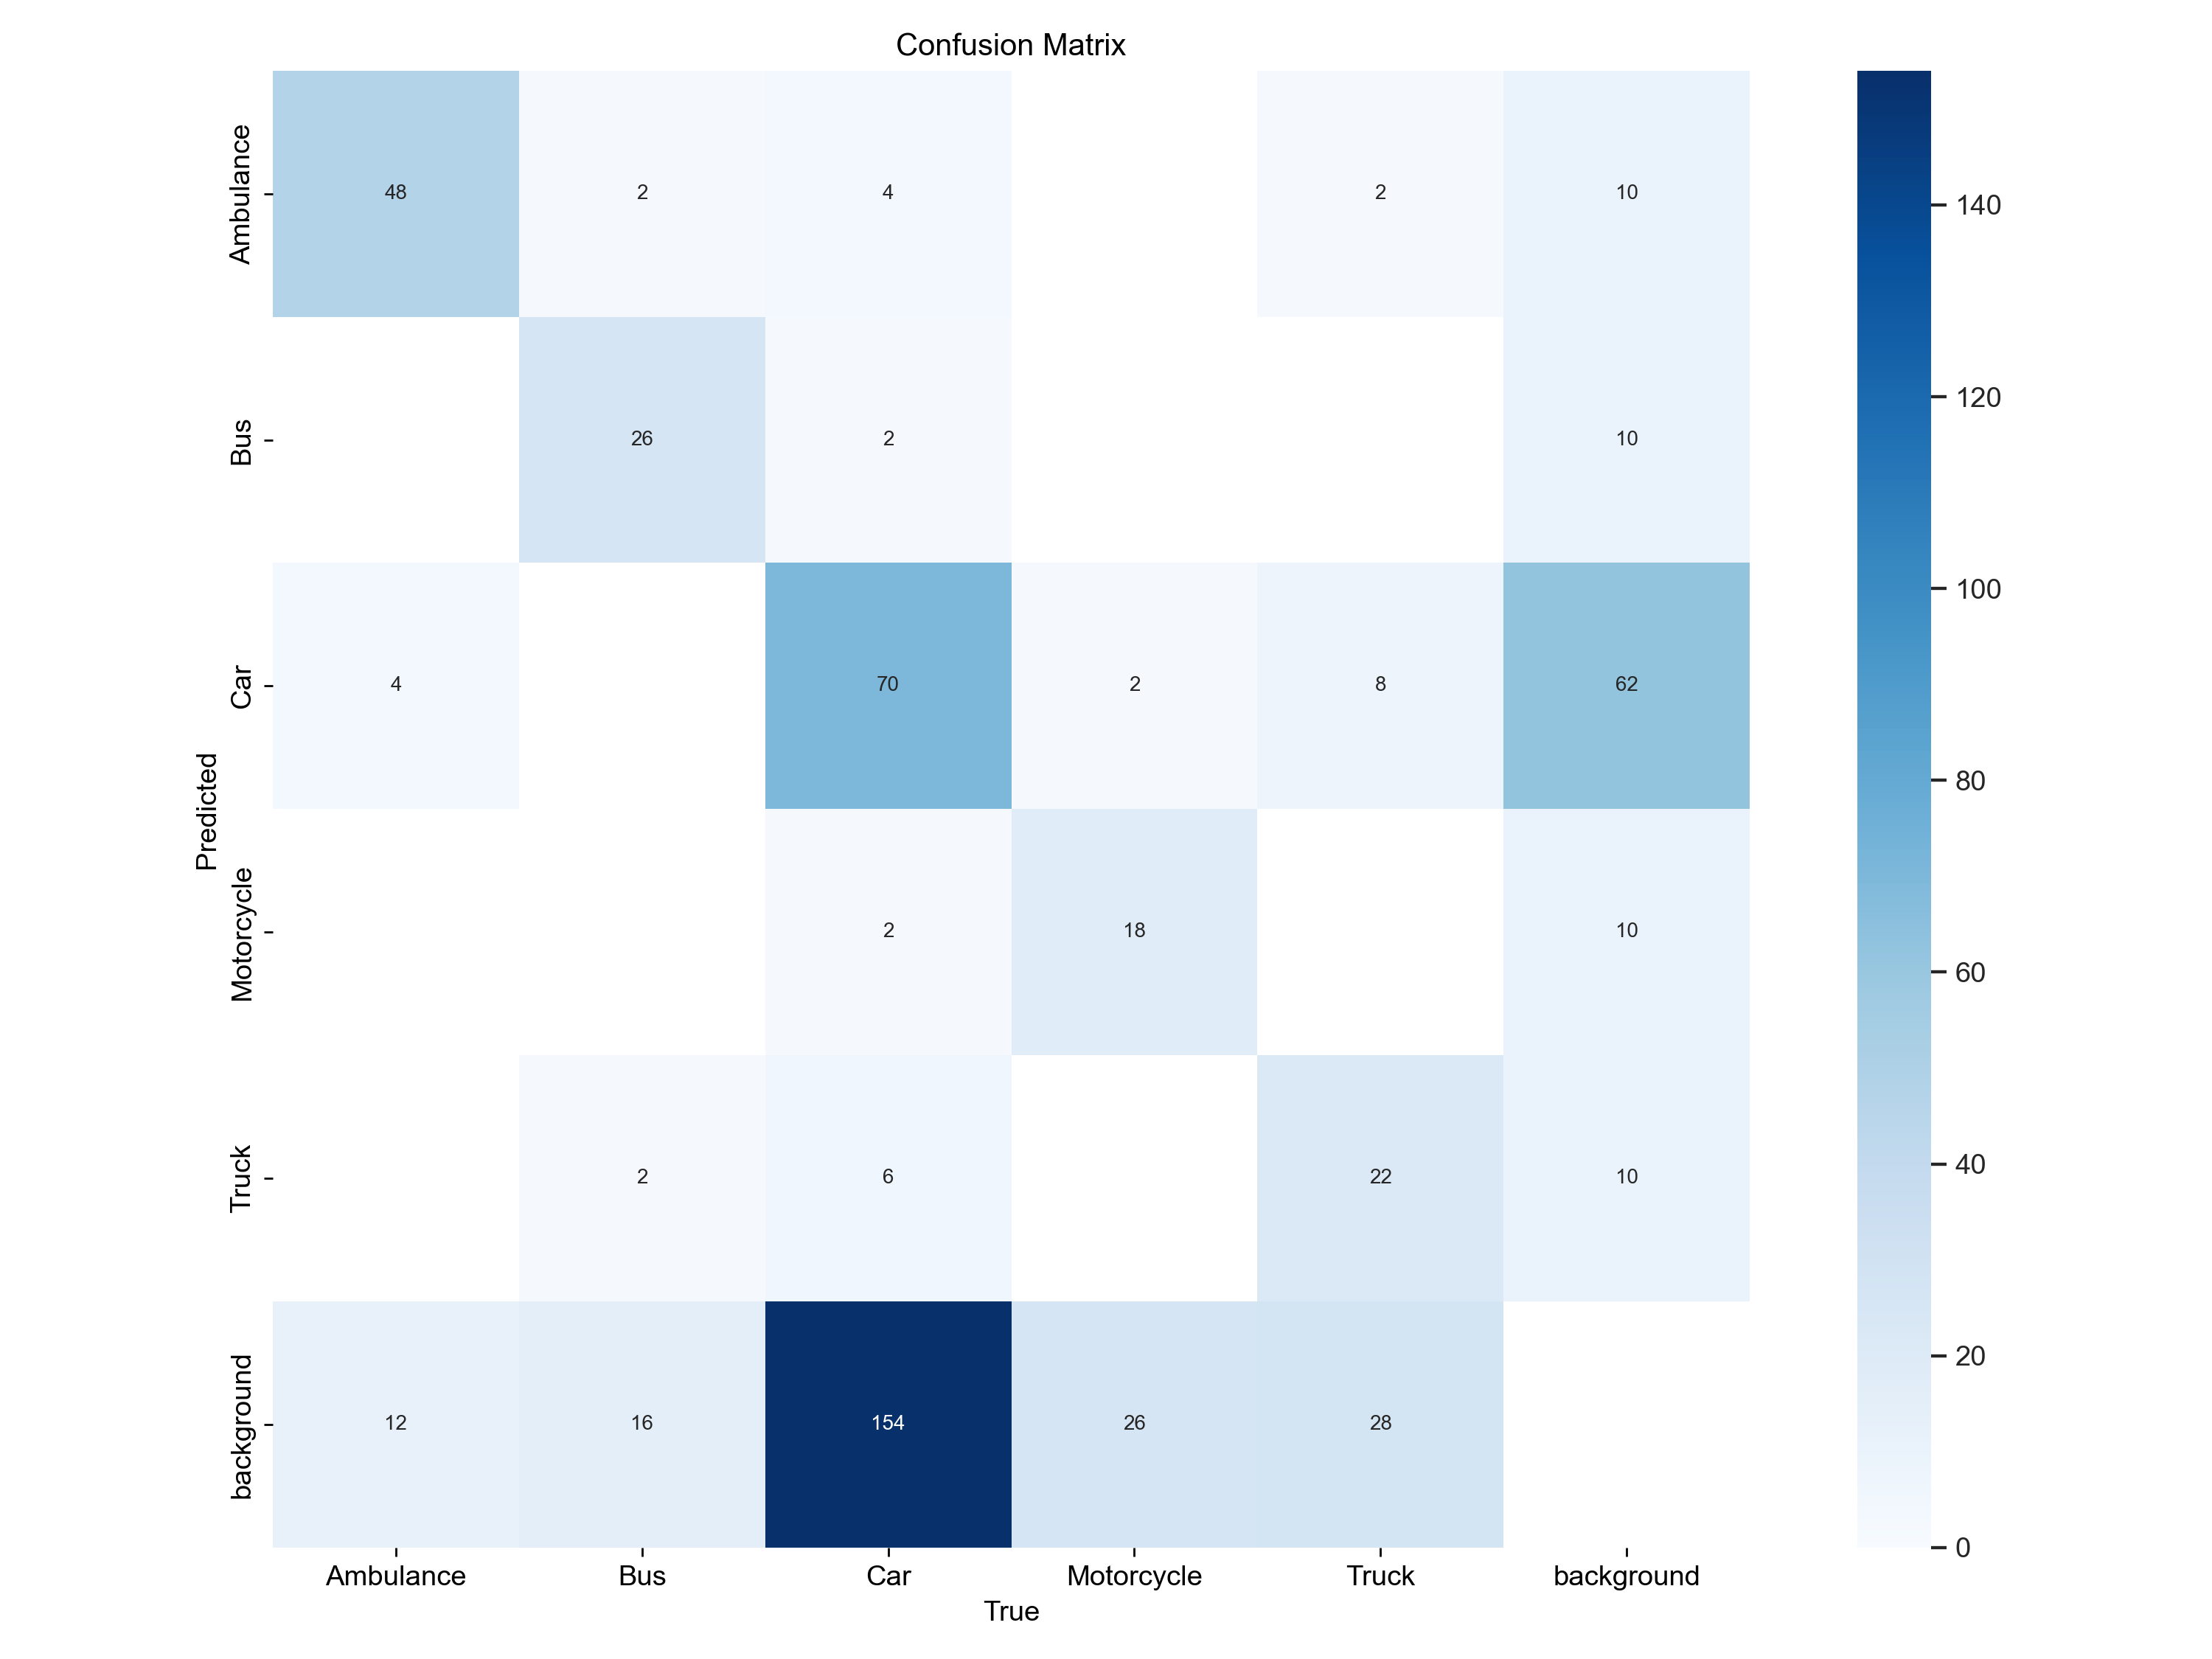 Confusion Matrix
Ambulance
48 2 4 2 10
Bus
26 2 10
Car
4 70 2 8 62
Motorcycle
2 18 10
Truck
2 6 22 10
background
12 16 154 26 28
Predicted
Ambulance Bus Car Motorcycle Truck background
True
140
120
100
80
60
40
20
0